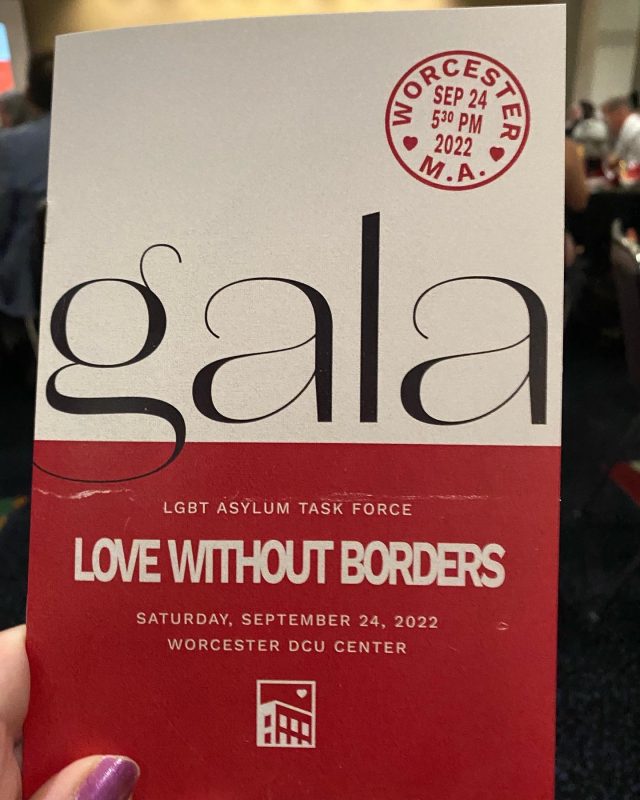 WORCESTER
SEP 24
5³⁰ PM
2022
M.A.
gala
LGBT ASYLUM TASK FORCE
LOVE WITHOUT BORDERS
SATURDAY, SEPTEMBER 24, 2022
WORCESTER DCU CENTER